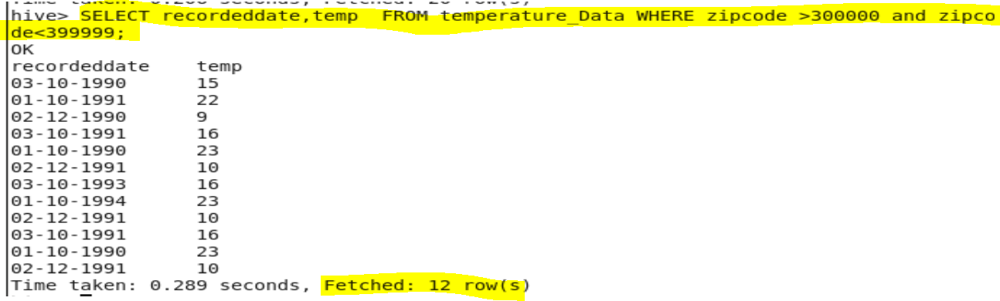 hive> SELECT recordeddate,temp  FROM temperature_Data WHERE zipcode >300000 and zipco
de<399999;
OK
recordeddate    temp
03-10-1990      15
01-10-1991      22
02-12-1990      9
03-10-1991      16
01-10-1990      23
02-12-1991      10
03-10-1993      16
01-10-1994      23
02-12-1991      10
03-10-1991      16
01-10-1990      23
02-12-1991      10
Time taken: 0.289 seconds, Fetched: 12 row(s)